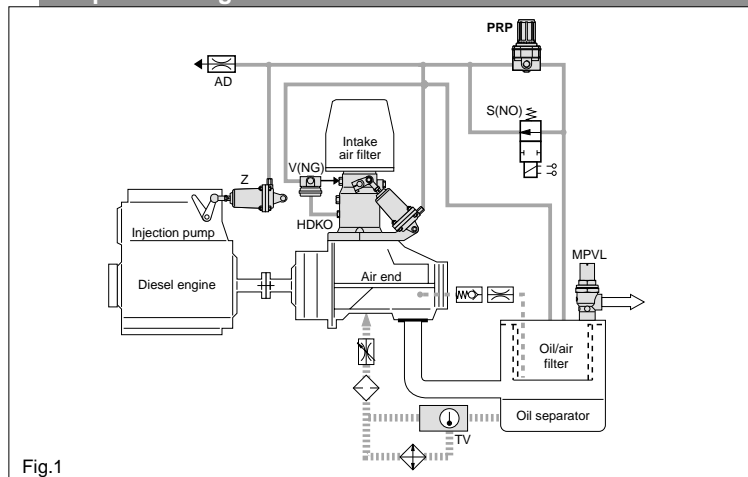 PRP
AD
S(NO)
Intake
air filter
V(NG)
Z
HDKO
Injection pump
MPVL
Diesel engine
Air end
Oil/air
filter
Oil separator
TV
Fig.1